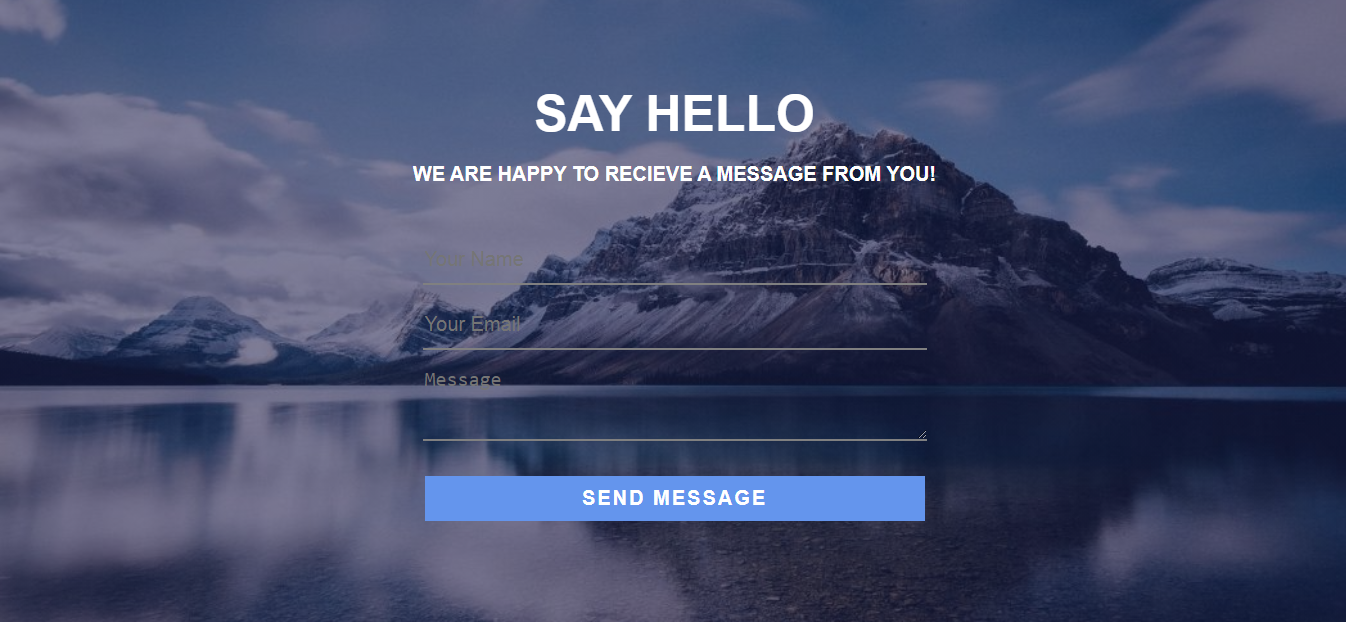 SAY HELLO
WE ARE HAPPY TO RECIEVE A MESSAGE FROM YOU!
Your Name
Your Email
Message
SEND MESSAGE